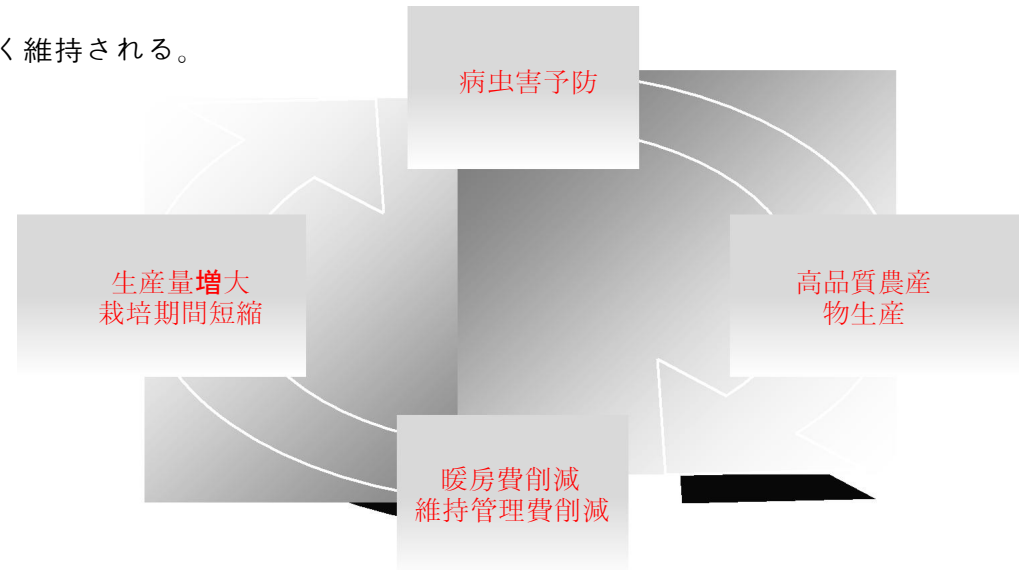 く維持される。
病虫害予防
生産量増大
栽培期間短縮
高品質農産
物生産
暖房費削減
維持管理費削減